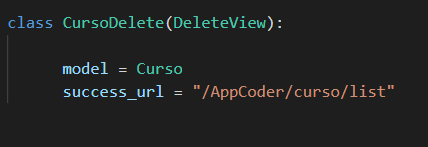 class CursoDelete(DeleteView):
model = Curso
success_url = "/AppCoder/curso/list"